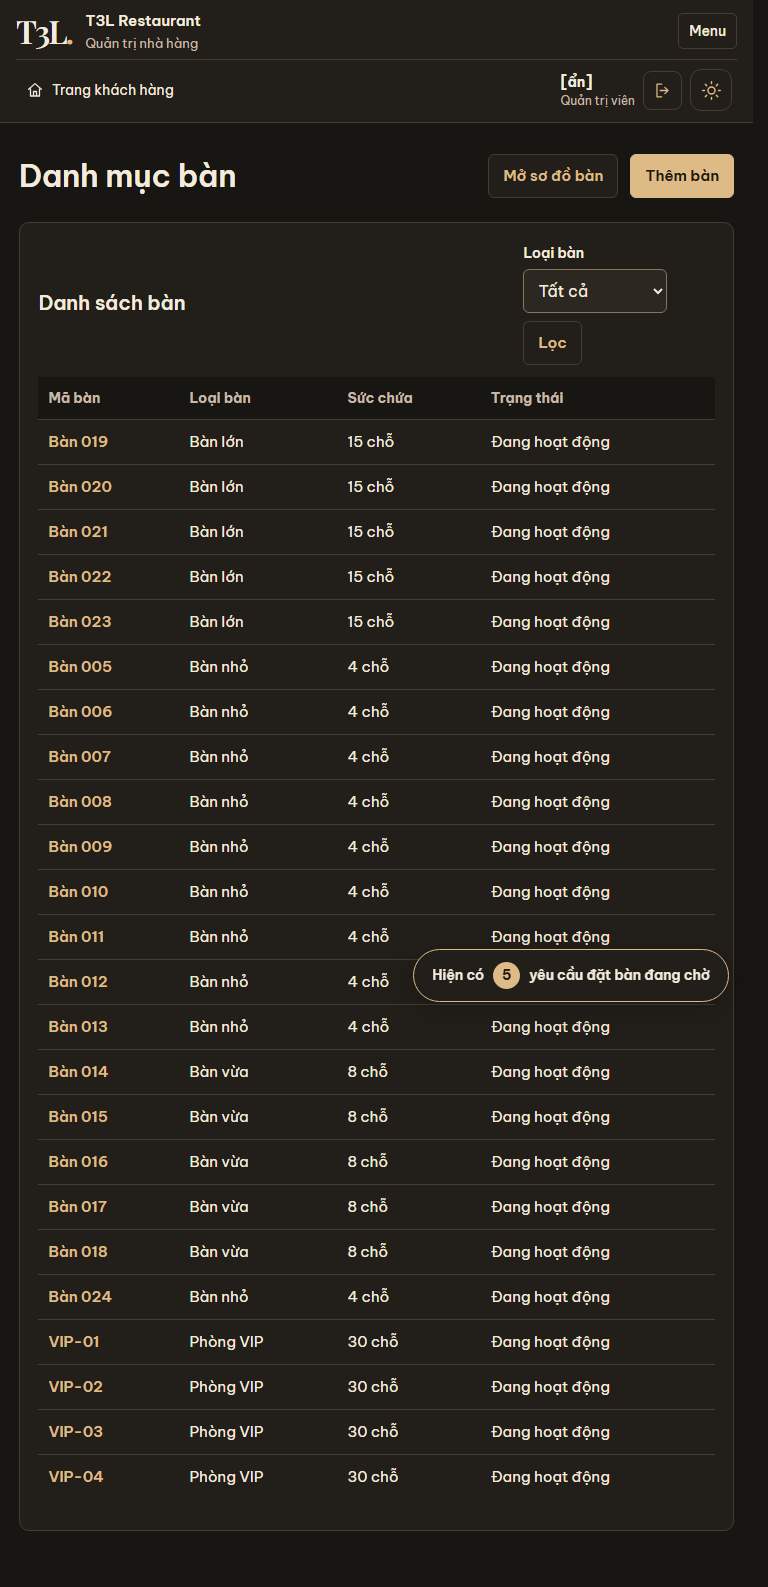 T3L.
T3L Restaurant
Quản trị nhà hàng
Menu
Trang khách hàng
[ẩn]
Quản trị viên
Danh mục bàn
Mở sơ đồ bàn
Thêm bàn
Danh sách bàn
Loại bàn
Tất cả
Lọc
Mã bàn Loại bàn Sức chứa Trạng thái
Bàn 019 Bàn lớn 15 chỗ Đang hoạt động
Bàn 020 Bàn lớn 15 chỗ Đang hoạt động
Bàn 021 Bàn lớn 15 chỗ Đang hoạt động
Bàn 022 Bàn lớn 15 chỗ Đang hoạt động
Bàn 023 Bàn lớn 15 chỗ Đang hoạt động
Bàn 005 Bàn nhỏ 4 chỗ Đang hoạt động
Bàn 006 Bàn nhỏ 4 chỗ Đang hoạt động
Bàn 007 Bàn nhỏ 4 chỗ Đang hoạt động
Bàn 008 Bàn nhỏ 4 chỗ Đang hoạt động
Bàn 009 Bàn nhỏ 4 chỗ Đang hoạt động
Bàn 010 Bàn nhỏ 4 chỗ Đang hoạt động
Bàn 011 Bàn nhỏ 4 chỗ Đang hoạt động
Bàn 012 Bàn nhỏ 4 chỗ
Hiện có 5 yêu cầu đặt bàn đang chờ
Bàn 013 Bàn nhỏ 4 chỗ Đang hoạt động
Bàn 014 Bàn vừa 8 chỗ Đang hoạt động
Bàn 015 Bàn vừa 8 chỗ Đang hoạt động
Bàn 016 Bàn vừa 8 chỗ Đang hoạt động
Bàn 017 Bàn vừa 8 chỗ Đang hoạt động
Bàn 018 Bàn vừa 8 chỗ Đang hoạt động
Bàn 024 Bàn nhỏ 4 chỗ Đang hoạt động
VIP-01 Phòng VIP 30 chỗ Đang hoạt động
VIP-02 Phòng VIP 30 chỗ Đang hoạt động
VIP-03 Phòng VIP 30 chỗ Đang hoạt động
VIP-04 Phòng VIP 30 chỗ Đang hoạt động